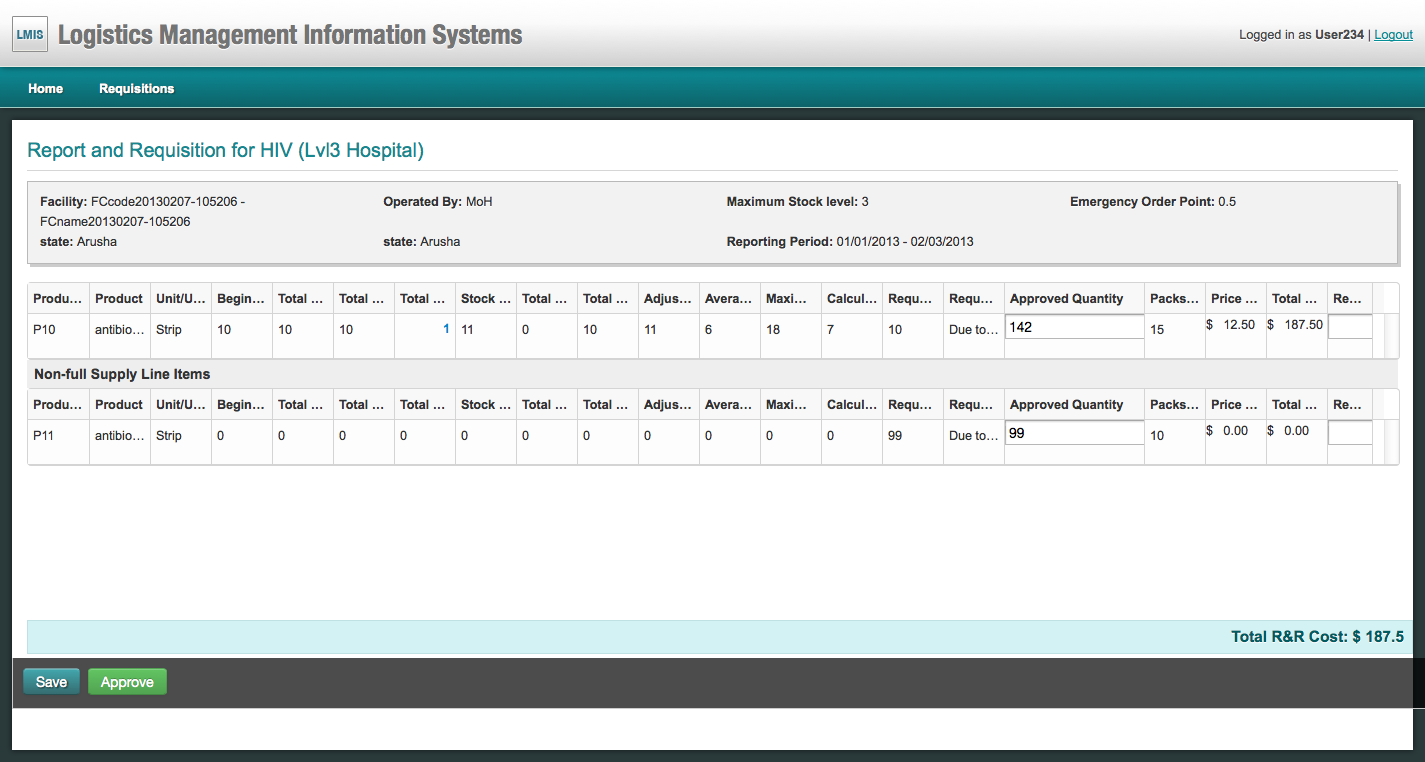 LMIS Logistics Management Information Systems Logged in as User234 | Logout
Home Requisitions
Report and Requisition for HIV (Lvl3 Hospital)
Facility: FCcode20130207-105206 - Operated By: MoH Maximum Stock level: 3 Emergency Order Point: 0.5
FCname20130207-105206
state: Arusha state: Arusha Reporting Period: 01/01/2013 - 02/03/2013
Produ... Product Unit/U... Begin... Total ... Total ... Total ... Stock ... Total ... Total ... Adjus... Avera... Maxi... Calcul... Requ... Requ... Approved Quantity Packs... Price ... Total ... Re...
P10 antibio... Strip 10 10 10 1 11 0 10 11 6 18 7 10 Due to... 142 15 $ 12.50 $ 187.50
Non-full Supply Line Items
Produ... Product Unit/U... Begin... Total ... Total ... Total ... Stock ... Total ... Total ... Adjus... Avera... Maxi... Calcul... Requ... Requ... Approved Quantity Packs... Price ... Total ... Re...
P11 antibio... Strip 0 0 0 0 0 0 0 0 0 0 0 99 Due to... 99 10 $ 0.00 $ 0.00
Total R&R Cost: $ 187.5
Save Approve